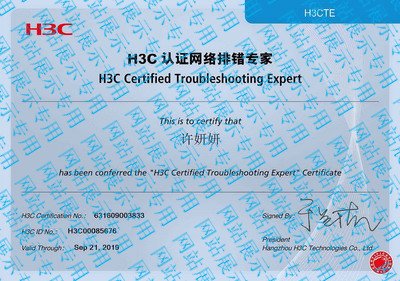 H3CTE
H3C
H3C 认证网络排错专家
H3C Certified Troubleshooting Expert
This is to certify that
许妍妍
has been conferred the "H3C Certified Troubleshooting Expert" Certificate
H3C Certification No.: 631609003833
H3C ID No.: H3C00085676
Valid Through: Sep 21, 2019
Signed By:
President
Hangzhou H3C Technologies Co., Ltd.